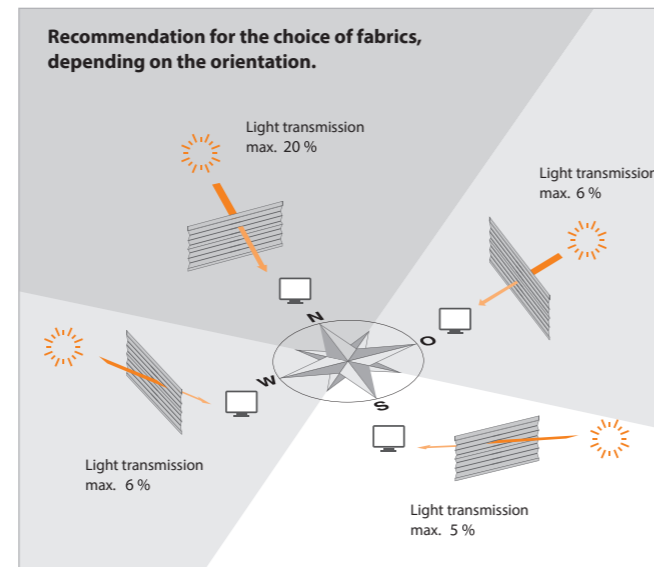 Recommendation for the choice of fabrics,
depending on the orientation.
Light transmission
max. 20 %
Light transmission
max. 6 %
N
O
W
S
Light transmission
max. 6 %
Light transmission
max. 5 %